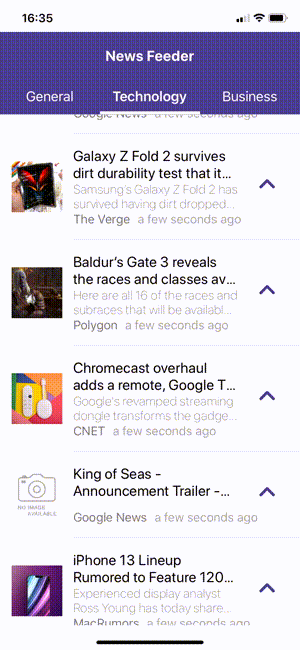 16:35
News Feeder
General Technology Business
Google News a few seconds ago
Galaxy Z Fold 2 survives
dirt durability test that it...
Samsung's Galaxy Z Fold 2 has
survived having dirt dropped...
The Verge a few seconds ago
Baldur's Gate 3 reveals
the races and classes av...
Here are all 16 of the races and
subraces that will be availabl...
Polygon a few seconds ago
Chromecast overhaul
adds a remote, Google T...
Google's revamped streaming
dongle transforms the gadge...
CNET a few seconds ago
King of Seas -
Announcement Trailer -...
NO IMAGE
AVAILABLE
Google News a few seconds ago
iPhone 13 Lineup
Rumored to Feature 120...
Experienced display analyst
Ross Young has today share...
MacRumors a few seconds ago